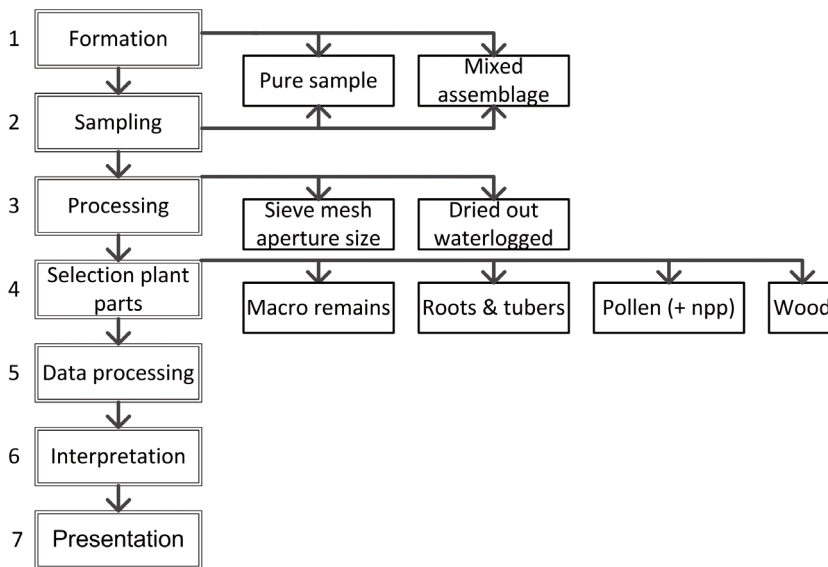 1 Formation
Pure sample
Mixed
assemblage
2 Sampling
3 Processing
Sieve mesh
aperture size
Dried out
waterlogged
4 Selection plant
parts
Macro remains
Roots & tubers
Pollen (+ npp)
Wood
5 Data processing
6 Interpretation
7 Presentation